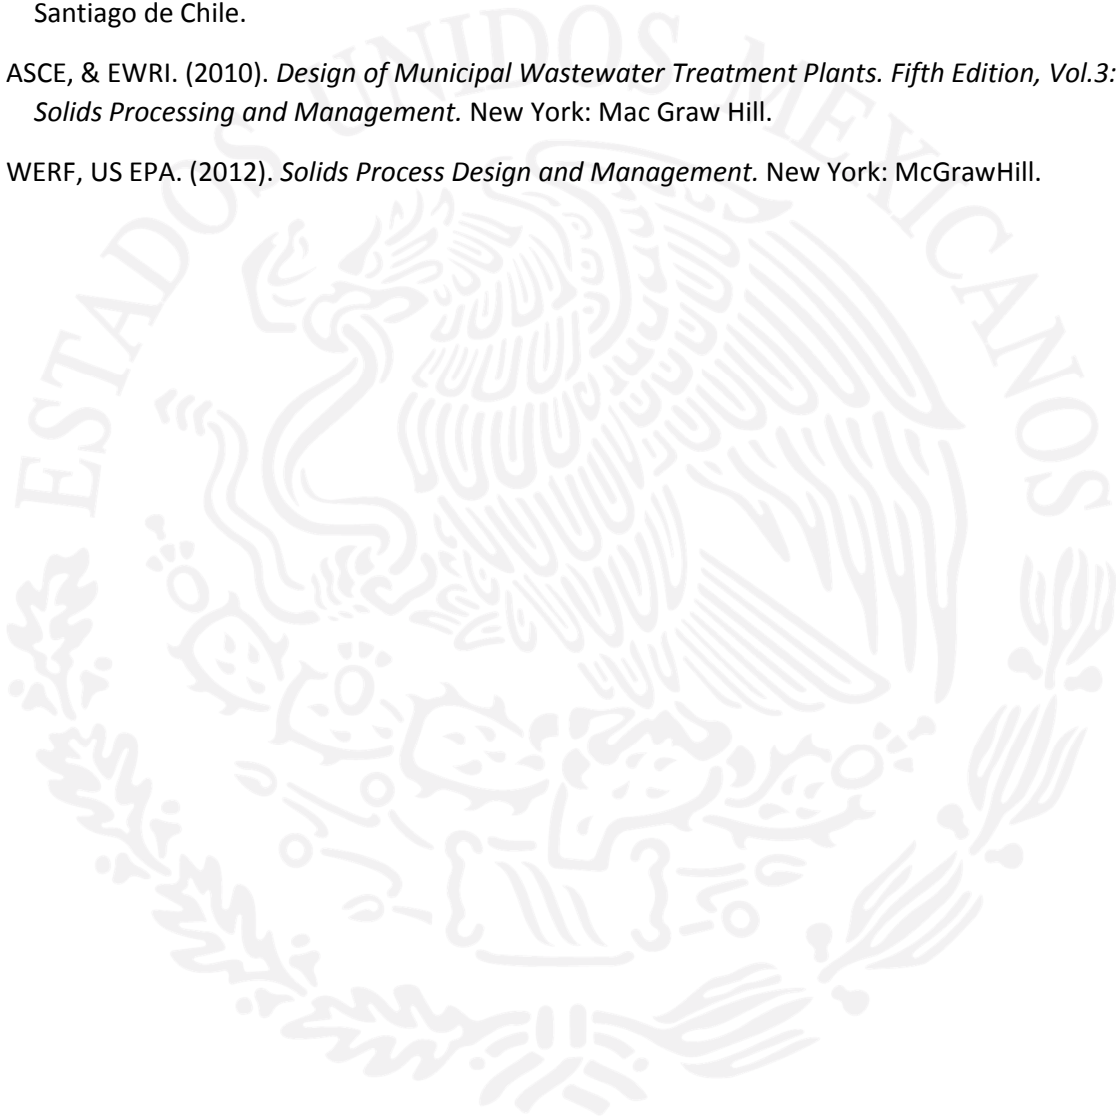 Santiago de Chile.
ASCE, & EWRI. (2010). Design of Municipal Wastewater Treatment Plants. Fifth Edition, Vol.3:
Solids Processing and Management. New York: Mac Graw Hill.
WERF, US EPA. (2012). Solids Process Design and Management. New York: McGrawHill.
ESTADOS UNIDOS MEXICANOS